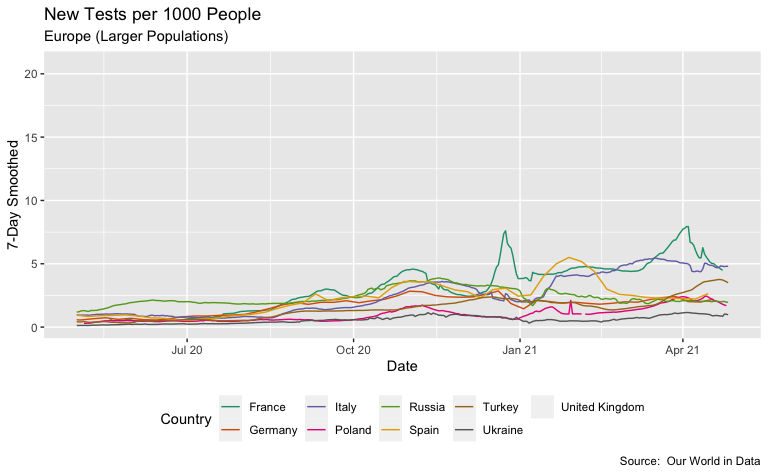 New Tests per 1000 People
Europe (Larger Populations)
20
15
10
5
0
7-Day Smoothed
Jul 20
Oct 20
Jan 21
Apr 21
Date
Country
France
Italy
Russia
Turkey
United Kingdom
Germany
Poland
Spain
Ukraine
Source:  Our World in Data